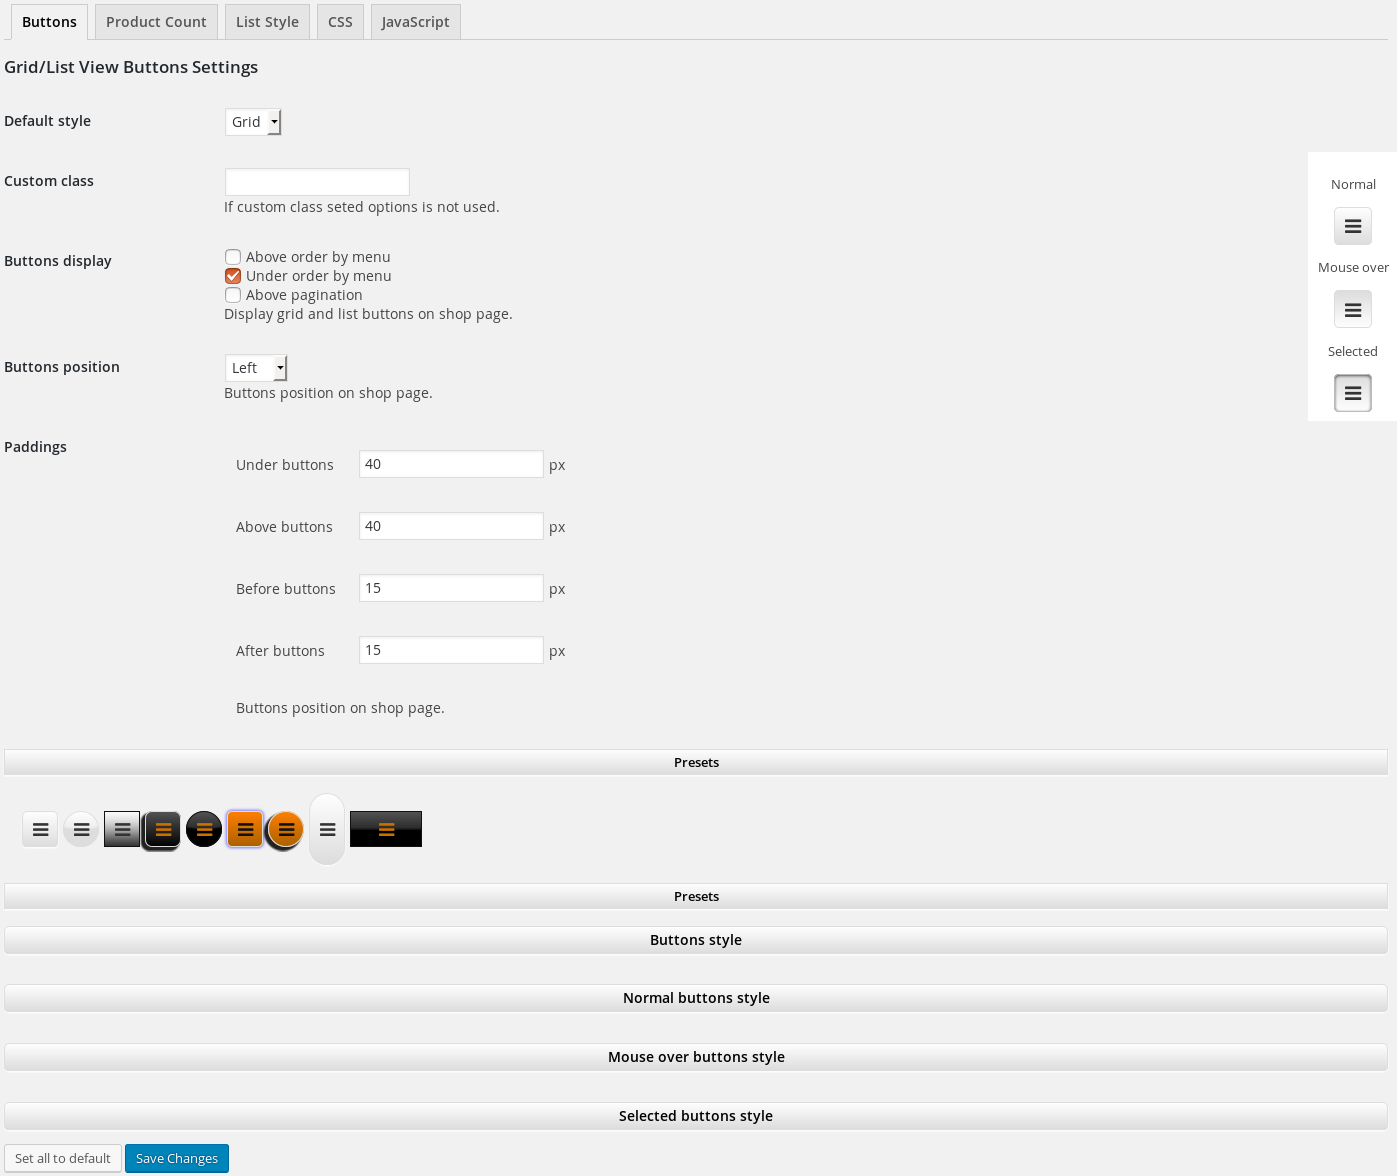 Buttons Product Count List Style CSS JavaScript
Grid/List View Buttons Settings
Default style Grid
Custom class
If custom class seted options is not used.
Buttons display Above order by menu
Under order by menu
Above pagination
Display grid and list buttons on shop page.
Buttons position Left
Buttons position on shop page.
Normal
Mouse over
Selected
Paddings
Under buttons 40 px
Above buttons 40 px
Before buttons 15 px
After buttons 15 px
Buttons position on shop page.
Presets
Presets
Buttons style
Normal buttons style
Mouse over buttons style
Selected buttons style
Set all to default Save Changes